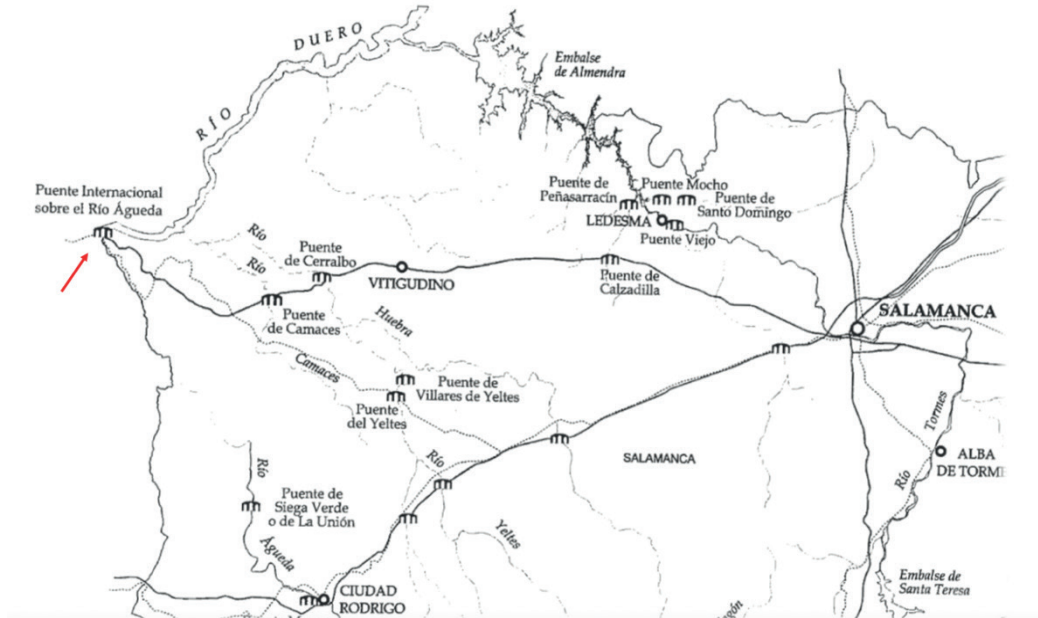 RÍO
DUERO
Embalse
de Almendra
Puente Internacional
sobre el Río Águeda
Puente de
Peñasarracín
Puente Mocho
Puente de
Santo Domingo
LEDESMA
Puente Viejo
Río
Río
Puente
de Cerralbo
VITIGUDINO
Puente de
Calzadilla
Puente
de Camaces
Huebra
SALAMANCA
Camaces
Puente de
Villares de Yeltes
Puente
del Yeltes
Tormes
Río
SALAMANCA
ALBA
DE TORME
Río
Río
Puente de
Siega Verde
o de La Unión
Yeltes
Águeda
Embalse de
Santa Teresa
CIUDAD
RODRIGO